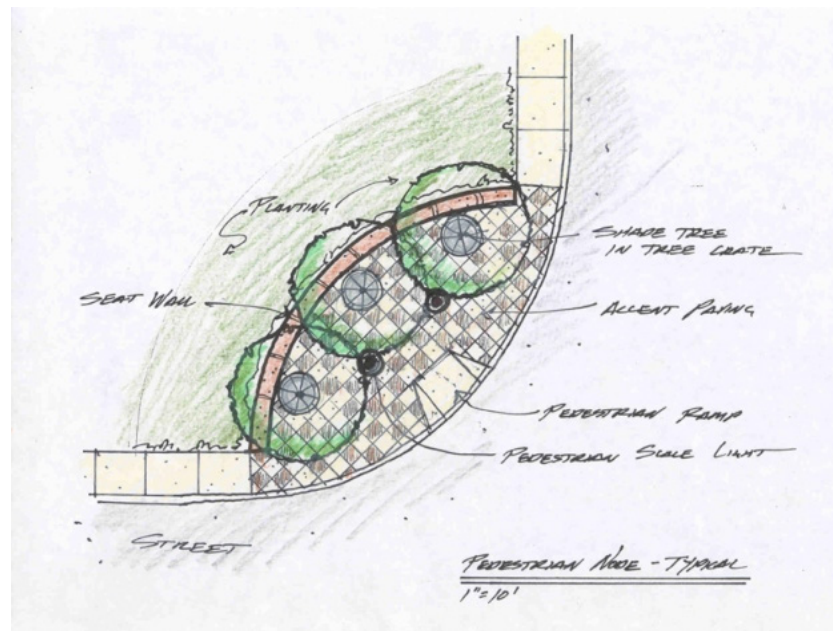 PLANTING
SHADE TREE
IN TREE GRATE
SEAT WALL
ACCENT PAVING
PEDESTRIAN RAMP
PEDESTRIAN SCALE LIGHT
STREET
PEDESTRIAN NODE - TYPICAL
1"=10'